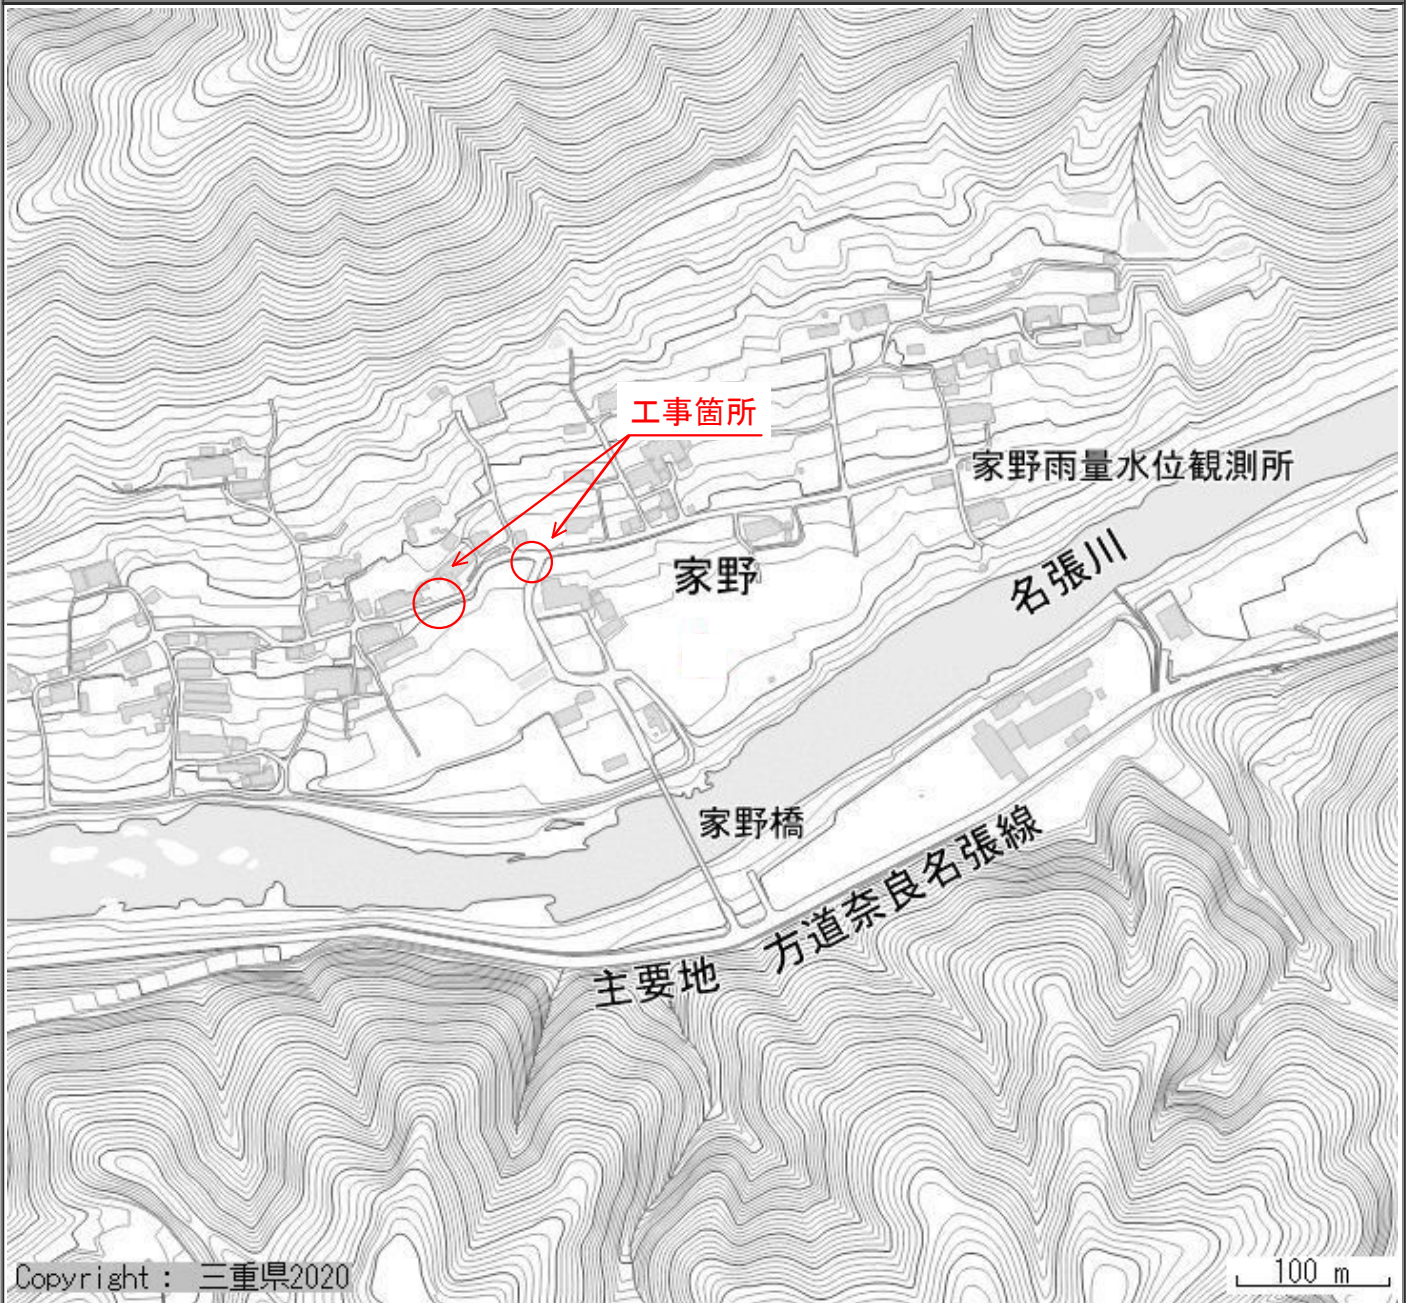 工事箇所
家野雨量水位観測所
名張川
家野
家野橋
主要地 方道奈良名張線
Copyright : 三重県2020
100 m